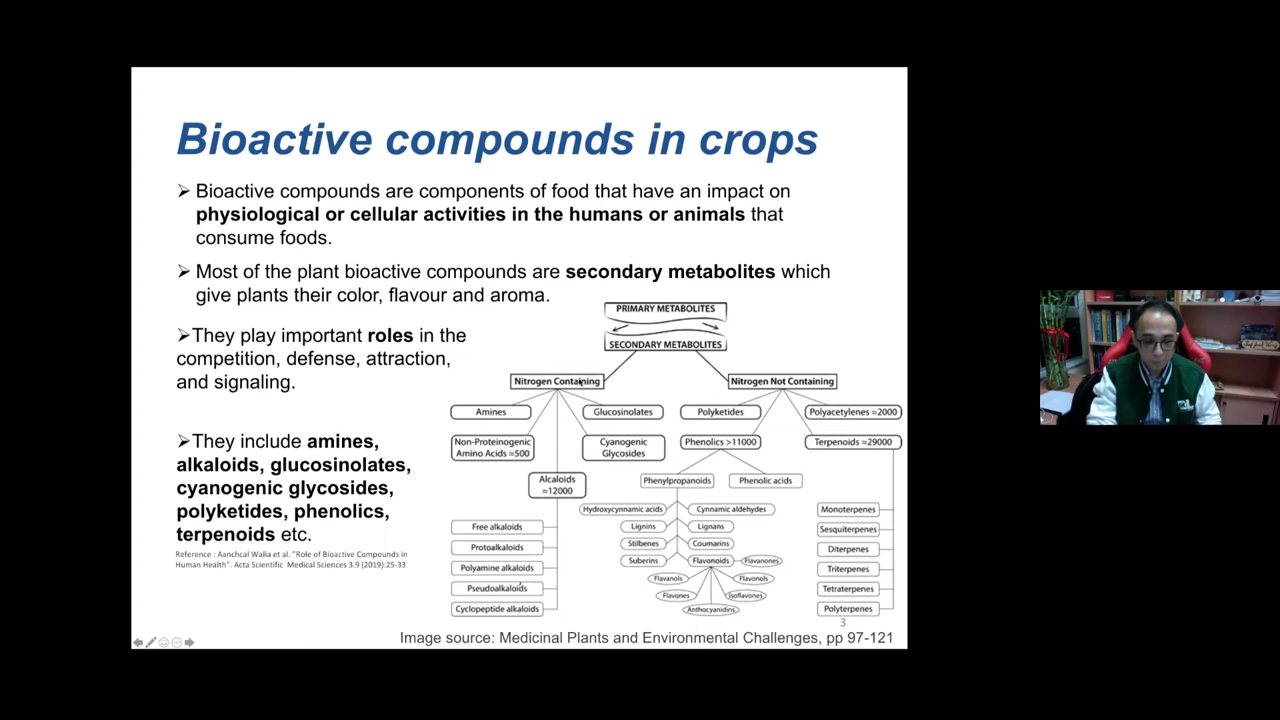 Bioactive compounds in crops
➢ Bioactive compounds are components of food that have an impact on
physiological or cellular activities in the humans or animals that
consume foods.
➢ Most of the plant bioactive compounds are secondary metabolites which
give plants their color, flavour and aroma.
➢They play important roles in the
competition, defense, attraction,
and signaling.
➢They include amines,
alkaloids, glucosinolates,
cyanogenic glycosides,
polyketides, phenolics,
terpenoids etc.
Reference : Aanchcal Walia et al. "Role of Bioactive Compounds in
Human Health". Acta Scientific Medical Sciences 3.9 (2019):25-33
PRIMARY METABOLITES
SECONDARY METABOLITES
Nitrogen Containing
Nitrogen Not Containing
Amines
Glucosinolates
Polyketides
Polyacetylenes ≈2000
Non-Proteinogenic
Amino Acids ≈500
Cyanogenic
Glycosides
Phenolics >11000
Terpenoids ≈29000
Alcaloids
≈12000
Phenylpropanoids
Phenolic acids
Free alkaloids
Protoalkaloids
Polyamine alkaloids
Pseudoalkaloids
Cyclopeptide alkaloids
Hydroxycynnamic acids
Cynnamic aldehydes
Lignins
Lignans
Stilbenes
Coumarins
Suberins
Flavonoids
Flavanones
Flavanols
Flavonols
Flavones
Isoflavones
Anthocyanidins
Monoterpenes
Sesquiterpenes
Diterpenes
Triterpenes
Tetraterpenes
Polyterpenes
3
Image source: Medicinal Plants and Environmental Challenges, pp 97-121